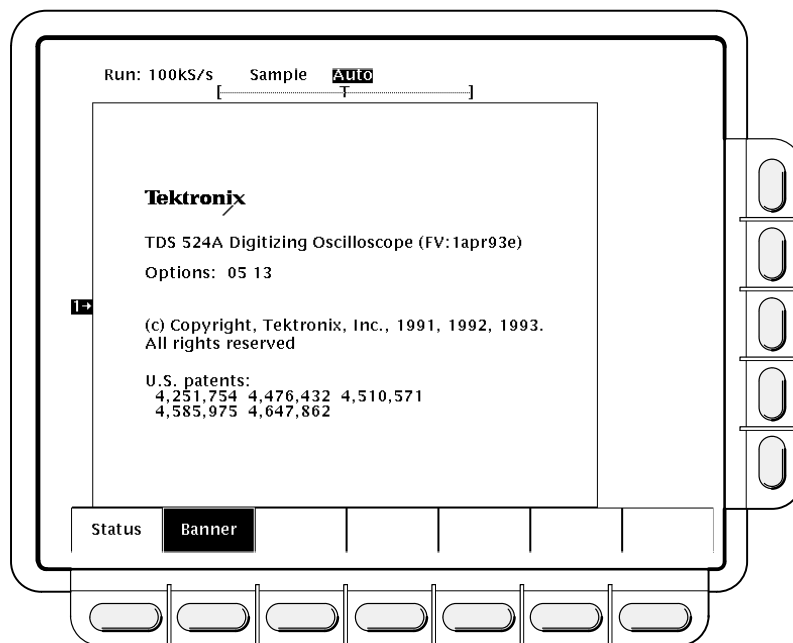 Run: 100kS/s Sample Auto
[ T ]
Tektronix
TDS 524A Digitizing Oscilloscope (FV:1apr93e)
Options: 05 13
1→
(c) Copyright, Tektronix, Inc., 1991, 1992, 1993.
All rights reserved
U.S. patents:
4,251,754 4,476,432 4,510,571
4,585,975 4,647,862
Status Banner